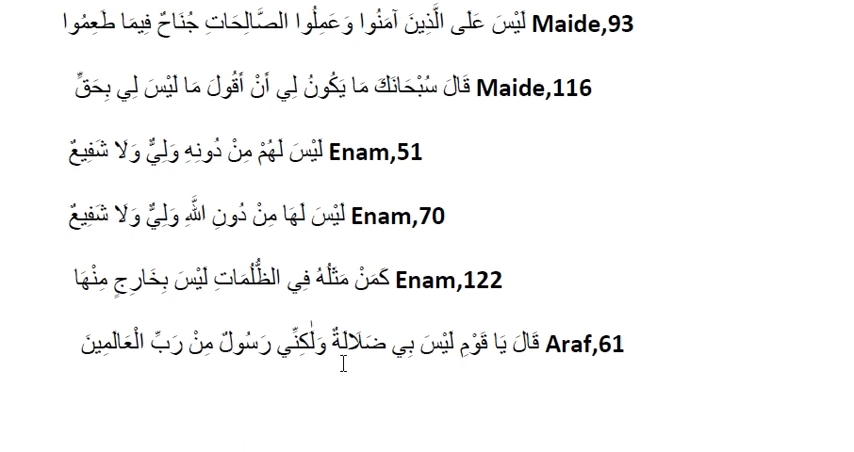 Maide,93 لَيْسَ عَلَى الَّذِينَ آمَنُوا وَعَمِلُوا الصَّالِحَاتِ جُنَاحٌ فِيمَا طَعِمُوا
Maide,116 قَالَ سُبْحَانَكَ مَا يَكُونُ لِي أَنْ أَقُولَ مَا لَيْسَ لِي بِحَقٍّ
Enam,51 لَيْسَ لَهُمْ مِنْ دُونِهِ وَلِيٌّ وَلَا شَفِيعٌ
Enam,70 لَيْسَ لَهَا مِنْ دُونِ اللَّهِ وَلِيٌّ وَلَا شَفِيعٌ
Enam,122 كَمَنْ مَثَلُهُ فِي الظُّلُمَاتِ لَيْسَ بِخَارِجٍ مِنْهَا
Araf,61 قَالَ يَا قَوْمِ لَيْسَ بِي ضَلَالَةٌ وَلَٰكِنِّي رَسُولٌ مِنْ رَبِّ الْعَالَمِينَ